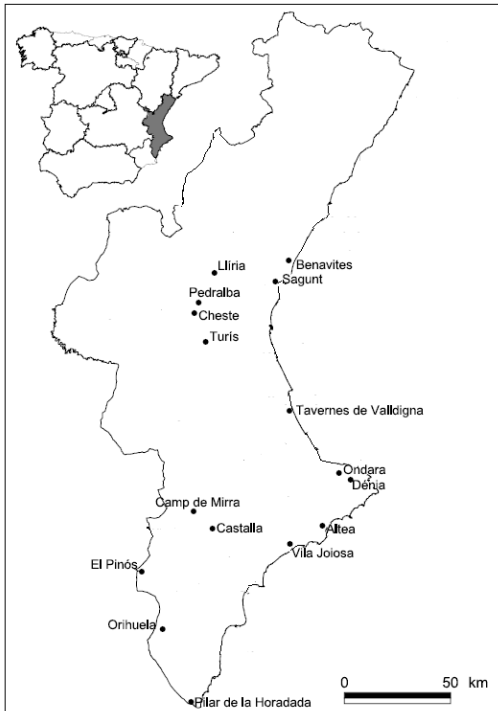 Benavites
Llíria
Sagunt
Pedralba
Cheste
Turís
Tavernes de Valldigna
Ondara
Dénia
Camp de Mirra
Altea
Castalla
Vila Joiosa
El Pinós
Orihuela
Pilar de la Horadada
0 50 km